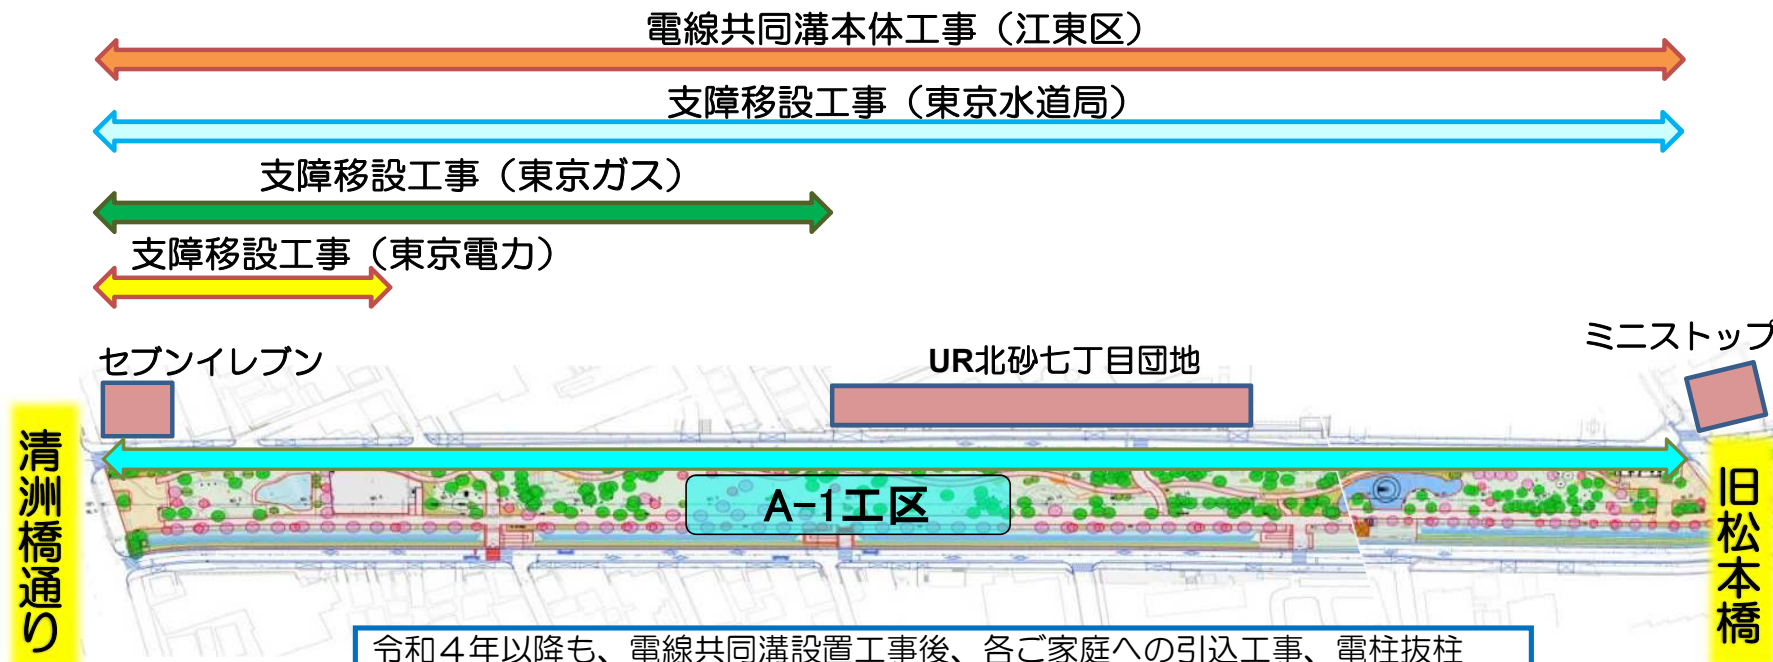 電線共同溝本体工事（江東区）
支障移設工事（東京水道局）
支障移設工事（東京ガス）
支障移設工事（東京電力）
セブンイレブン
UR北砂七丁目団地
ミニストップ
清洲橋通り
A-1工区
旧松本橋
令和４年以降も、電線共同溝設置工事後、各ご家庭への引込工事、電柱抜柱